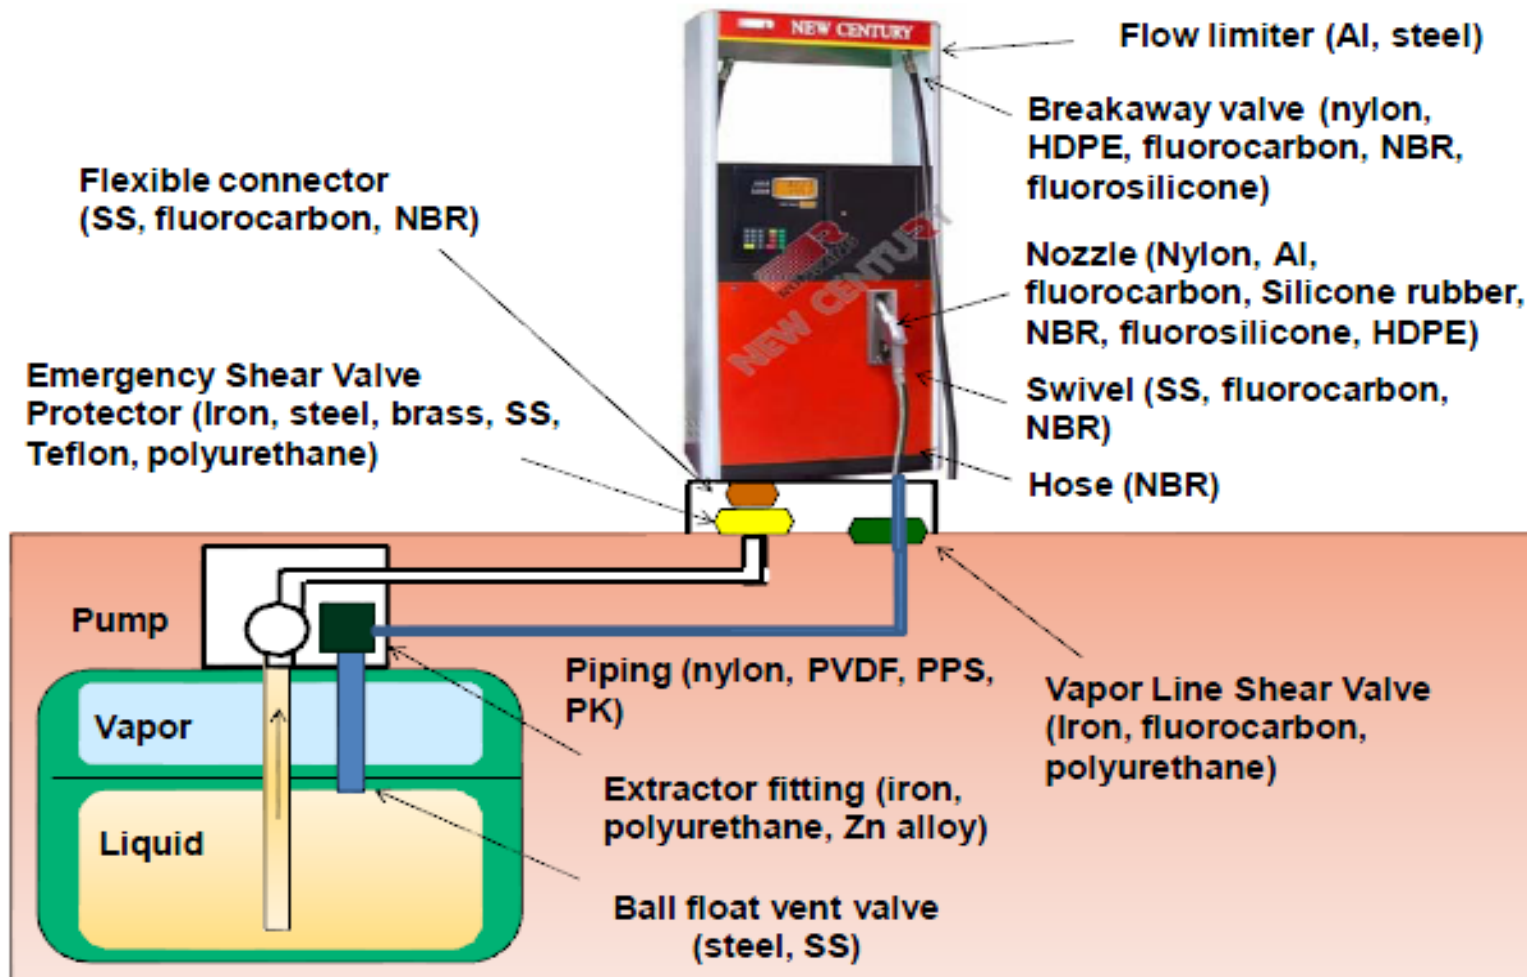 NEW CENTURY
Flow limiter (Al, steel)
Breakaway valve (nylon,
HDPE, fluorocarbon, NBR,
fluorosilicone)
Flexible connector
(SS, fluorocarbon, NBR)
Nozzle (Nylon, Al,
fluorocarbon, Silicone rubber,
NBR, fluorosilicone, HDPE)
NEW CENTURY
Emergency Shear Valve
Protector (Iron, steel, brass, SS,
Teflon, polyurethane)
Swivel (SS, fluorocarbon,
NBR)
Hose (NBR)
Pump
Piping (nylon, PVDF, PPS,
PK)
Vapor Line Shear Valve
(Iron, fluorocarbon,
polyurethane)
Vapor
Extractor fitting (iron,
polyurethane, Zn alloy)
Liquid
Ball float vent valve
(steel, SS)